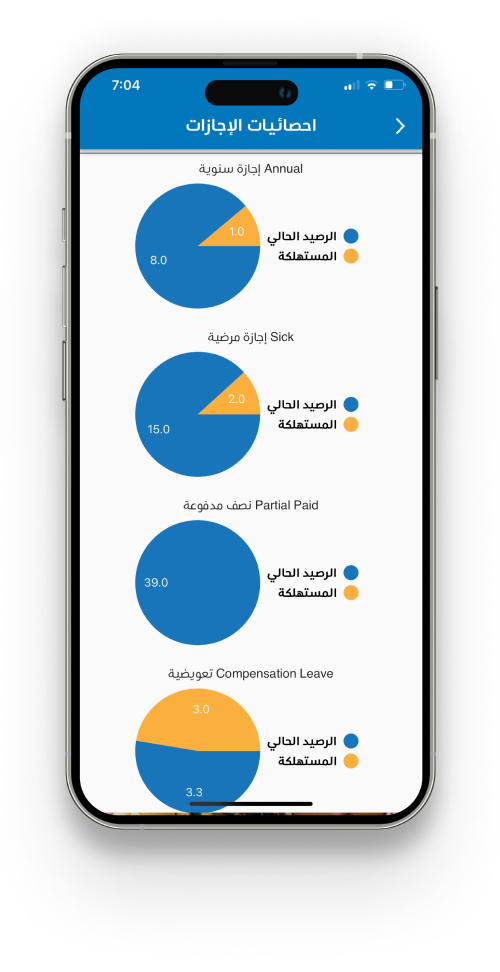 7:04
احصائيات الإجازات
إجازة سنوية Annual
1.0
8.0
الرصيد الحالي
المستهلكة
إجازة مرضية Sick
2.0
15.0
الرصيد الحالي
المستهلكة
نصف مدفوعة Partial Paid
39.0
الرصيد الحالي
المستهلكة
تعويضية Compensation Leave
3.0
3.3
الرصيد الحالي
المستهلكة